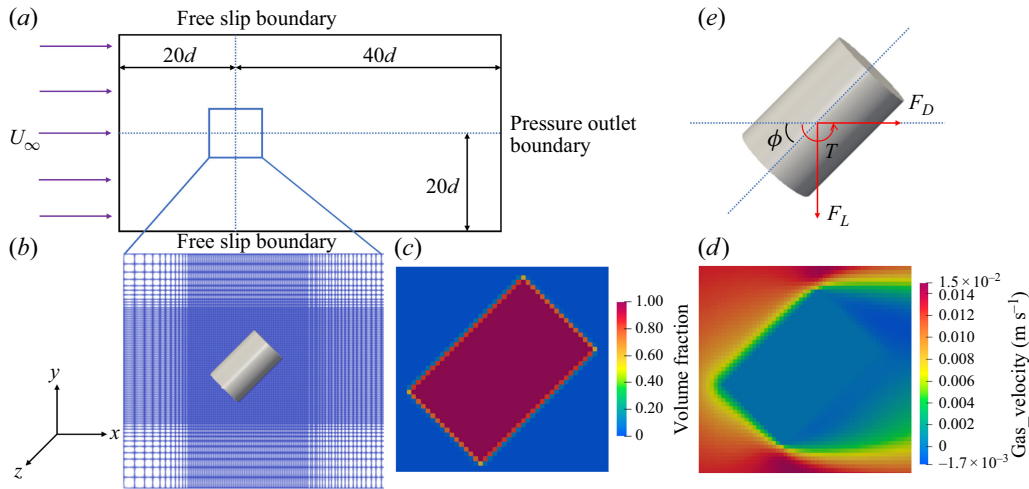 (a)
Free slip boundary
20d
40d
U∞
Pressure outlet
boundary
20d
Free slip boundary
(e)
F_D
ϕ
T
F_L
(b)
y
x
z
(c)
1.00
0.80
0.60
0.40
0.20
0
Volume fraction
(d)
1.5 × 10⁻²
0.014
0.012
0.010
0.008
0.006
0.004
0.002
0
−1.7 × 10⁻³
Gas_velocity (m s⁻¹)